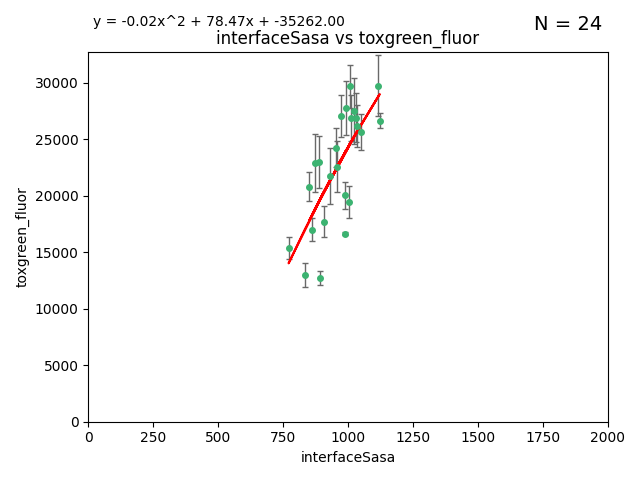 y = -0.02x^2 + 78.47x + -35262.00
N = 24
interfaceSasa vs toxgreen_fluor
30000
25000
20000
15000
10000
5000
0
toxgreen_fluor
0 250 500 750 1000 1250 1500 1750 2000
interfaceSasa